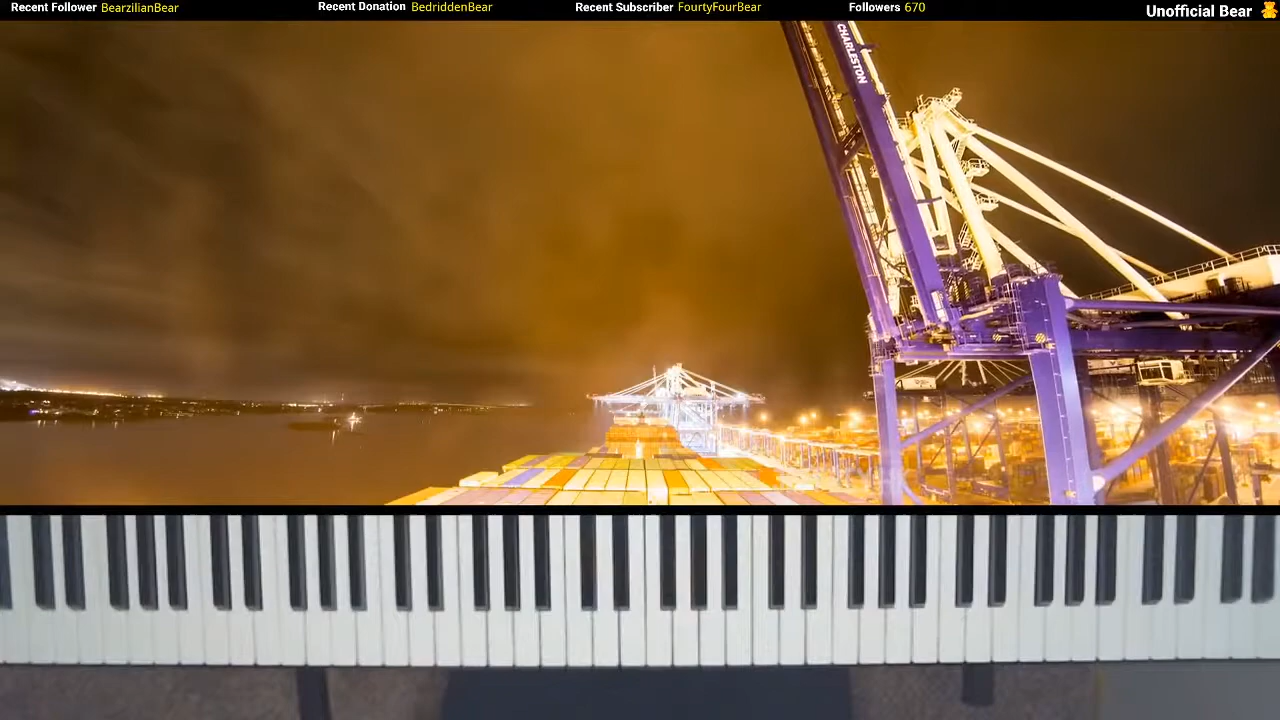 Recent Follower BearzilianBear
Recent Donation BedriddenBear
Recent Subscriber FourtyFourBear
Followers 670
Unofficial Bear
CHARLESTON